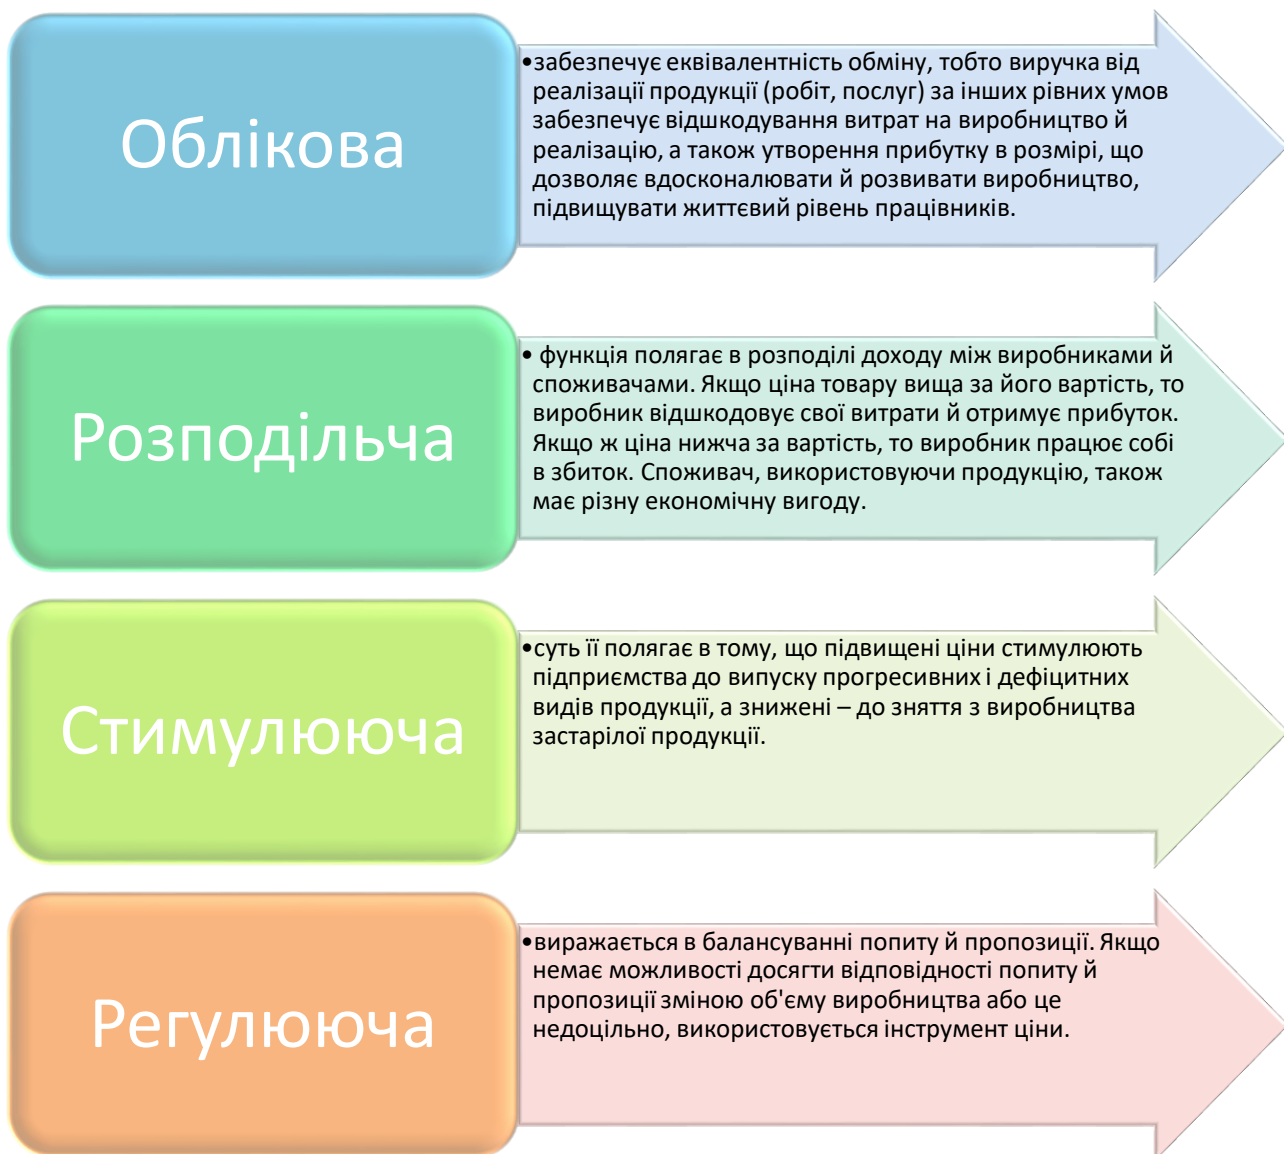 Облікова
•забезпечує еквівалентність обміну, тобто виручка від
реалізації продукції (робіт, послуг) за інших рівних умов
забезпечує відшкодування витрат на виробництво й
реалізацію, а також утворення прибутку в розмірі, що
дозволяє вдосконалювати й розвивати виробництво,
підвищувати життєвий рівень працівників.
Розподільча
• функція полягає в розподілі доходу між виробниками й
споживачами. Якщо ціна товару вища за його вартість, то
виробник відшкодовує свої витрати й отримує прибуток.
Якщо ж ціна нижча за вартість, то виробник працює собі
в збиток. Споживач, використовуючи продукцію, також
має різну економічну вигоду.
Стимулююча
•суть її полягає в тому, що підвищені ціни стимулюють
підприємства до випуску прогресивних і дефіцитних
видів продукції, а знижені – до зняття з виробництва
застарілої продукції.
Регулююча
•виражається в балансуванні попиту й пропозиції. Якщо
немає можливості досягти відповідності попиту й
пропозиції зміною об'єму виробництва або це
недоцільно, використовується інструмент ціни.